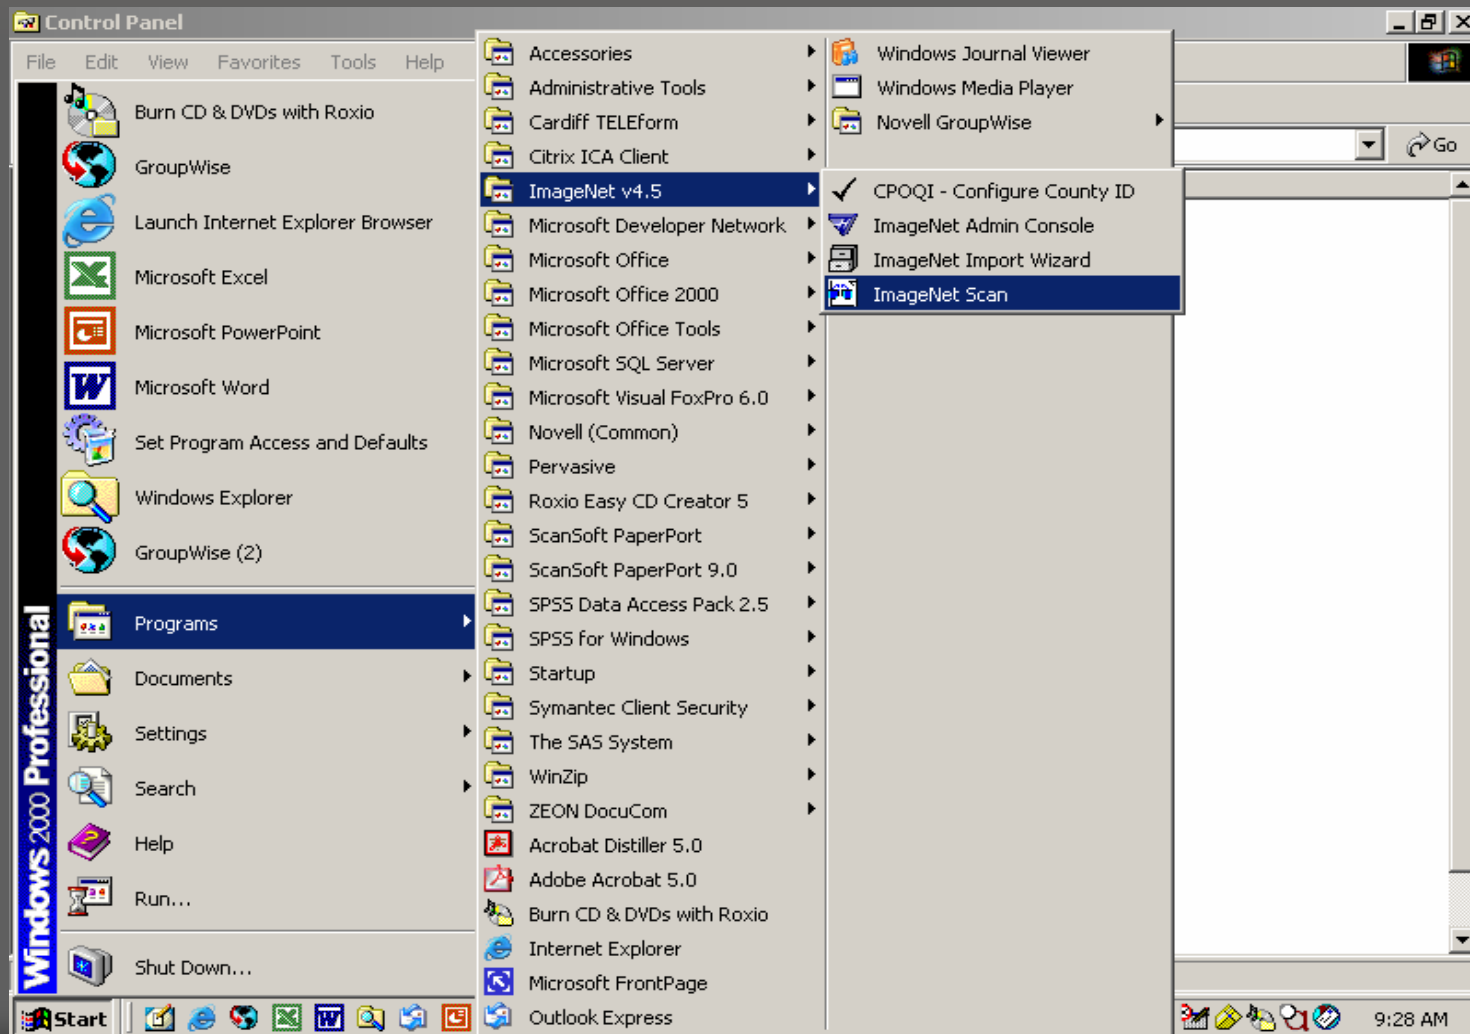 Control Panel
File Edit View Favorites Tools Help
Go
Burn CD & DVDs with Roxio
GroupWise
Launch Internet Explorer Browser
Microsoft Excel
Microsoft PowerPoint
Microsoft Word
Set Program Access and Defaults
Windows Explorer
GroupWise (2)
Programs
Documents
Settings
Search
Help
Run...
Shut Down...
Windows 2000 Professional
Accessories
Administrative Tools
Cardiff TELEform
Citrix ICA Client
ImageNet v4.5
Microsoft Developer Network
Microsoft Office
Microsoft Office 2000
Microsoft Office Tools
Microsoft SQL Server
Microsoft Visual FoxPro 6.0
Novell (Common)
Pervasive
Roxio Easy CD Creator 5
ScanSoft PaperPort
ScanSoft PaperPort 9.0
SPSS Data Access Pack 2.5
SPSS for Windows
Startup
Symantec Client Security
The SAS System
WinZip
ZEON DocuCom
Acrobat Distiller 5.0
Adobe Acrobat 5.0
Burn CD & DVDs with Roxio
Internet Explorer
Microsoft FrontPage
Outlook Express
Windows Journal Viewer
Windows Media Player
Novell GroupWise
CPOQI - Configure County ID
ImageNet Admin Console
ImageNet Import Wizard
ImageNet Scan
Start
9:28 AM